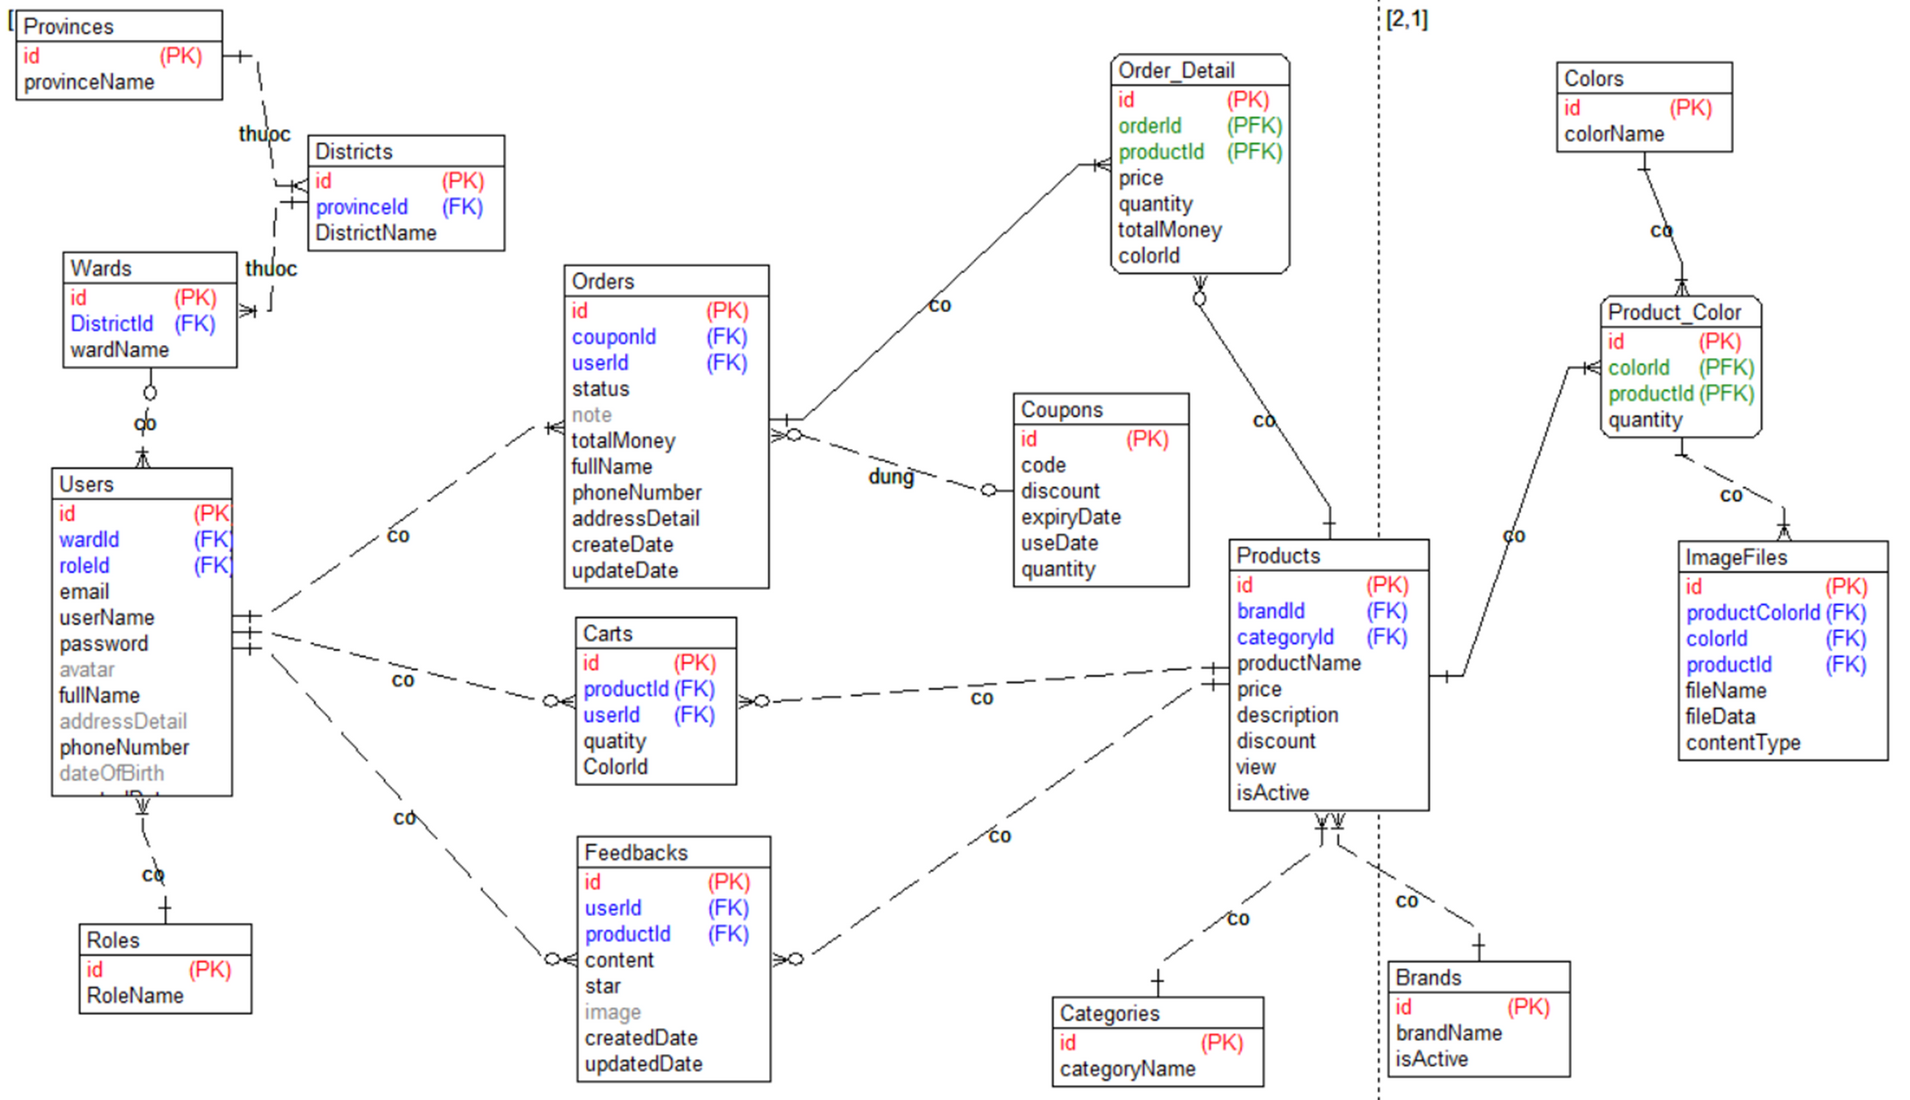 [
Provinces
id (PK)
provinceName
thuoc
Districts
id (PK)
provinceId (FK)
DistrictName
thuoc
Wards
id (PK)
DistrictId (FK)
wardName
co
Users
id (PK
wardId (FK)
roleId (FK)
email
userName
password
avatar
fullName
addressDetail
phoneNumber
dateOfBirth
co
Roles
id (PK)
RoleName
co
co
co
Orders
id (PK)
couponId (FK)
userId (FK)
status
note
totalMoney
fullName
phoneNumber
addressDetail
createDate
updateDate
Carts
id (PK)
productId (FK)
userId (FK)
quatity
ColorId
Feedbacks
id (PK)
userId (FK)
productId (FK)
content
star
image
createdDate
updatedDate
co
dung
co
co
Order_Detail
id (PK)
orderId (PFK)
productId (PFK)
price
quantity
totalMoney
colorId
co
Coupons
id (PK)
code
discount
expiryDate
useDate
quantity
Products
id (PK)
brandId (FK)
categoryId (FK)
productName
price
description
discount
view
isActive
co
co
Categories
id (PK)
categoryName
Brands
id (PK)
brandName
isActive
[2,1]
Colors
id (PK)
colorName
co
Product_Color
id (PK)
colorId (PFK)
productId (PFK)
quantity
co
co
ImageFiles
id (PK)
productColorId (FK)
colorId (FK)
productId (FK)
fileName
fileData
contentType